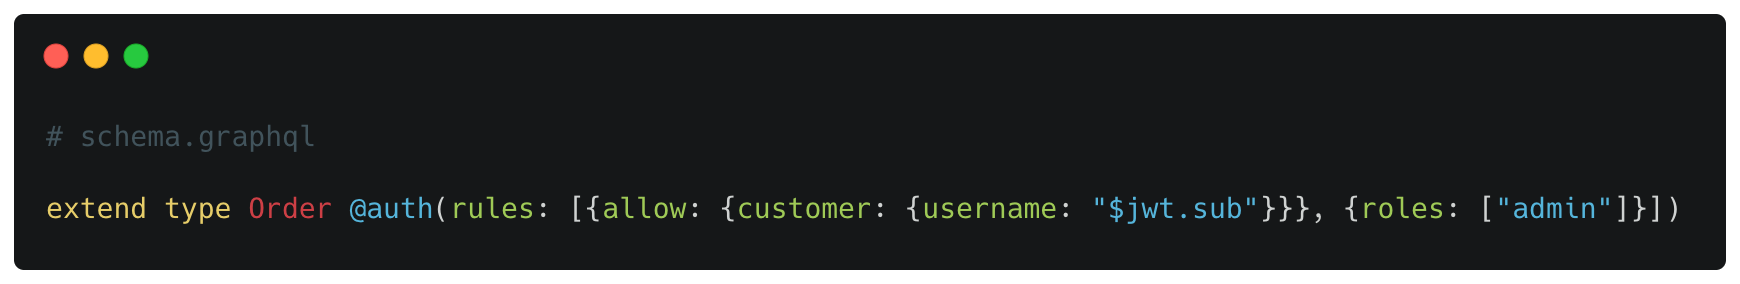 # schema.graphql
extend type Order @auth(rules: [{allow: {customer: {username: "$jwt.sub"}}}, {roles: ["admin"]}])